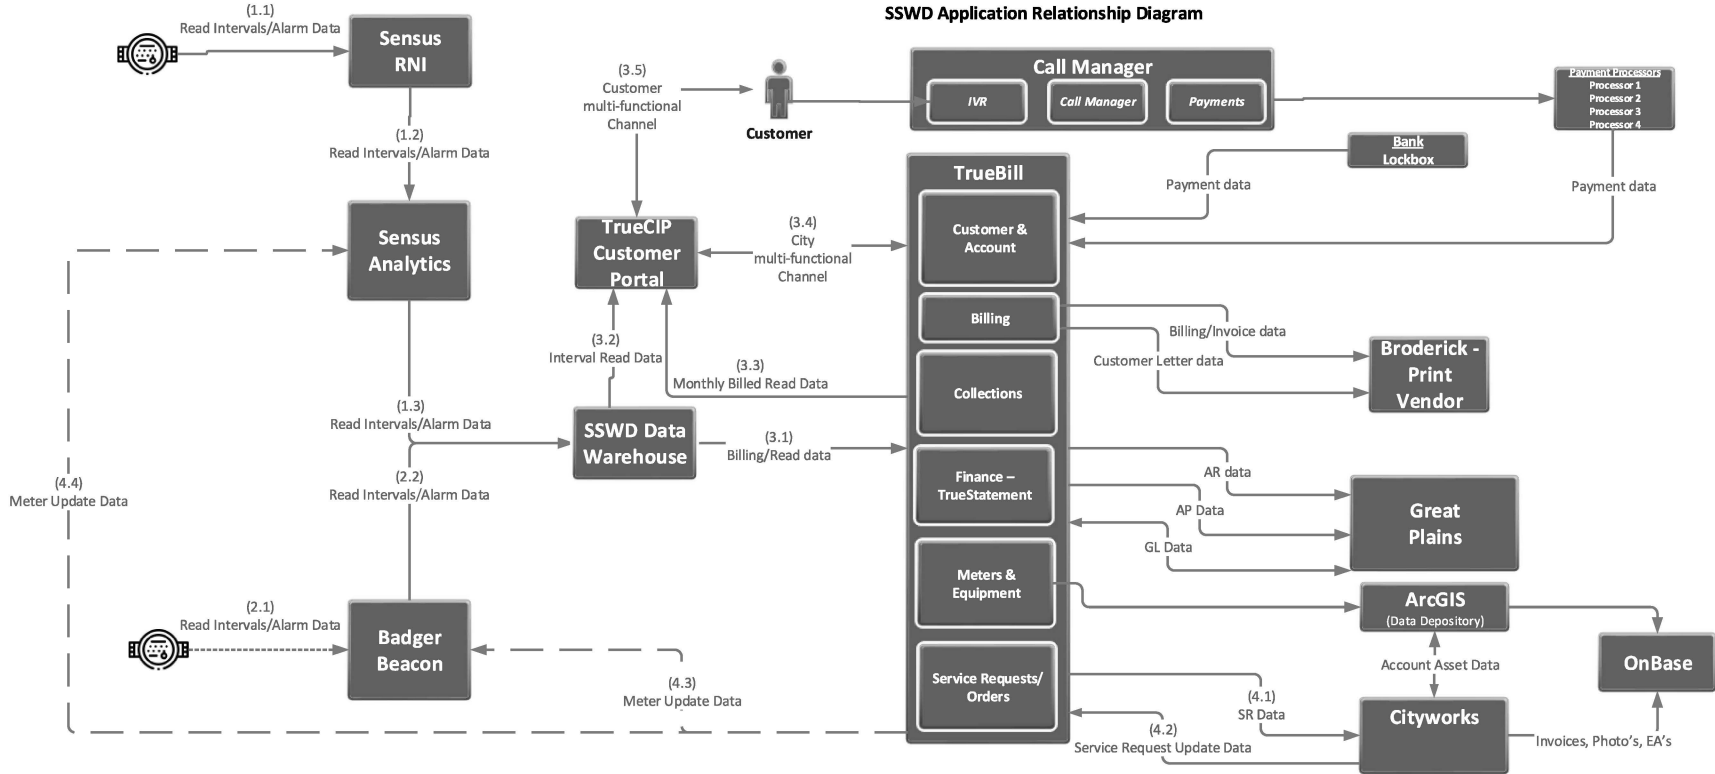 SSWD Application Relationship Diagram
(1.1)
Read Intervals/Alarm Data
Sensus
RNI
(1.2)
Read Intervals/Alarm Data
Sensus
Analytics
(1.3)
Read Intervals/Alarm Data
(2.2)
Read Intervals/Alarm Data
(4.4)
Meter Update Data
(2.1)
Read Intervals/Alarm Data
Badger
Beacon
(3.5)
Customer
multi-functional
Channel
Customer
TrueCIP
Customer
Portal
(3.4)
City
multi-functional
Channel
(3.2)
Interval Read Data
(3.3)
Monthly Billed Read Data
SSWD Data
Warehouse
(3.1)
Billing/Read data
(4.3)
Meter Update Data
Call Manager
IVR
Call Manager
Payments
Payment Processors
Processor 1
Processor 2
Processor 3
Processor 4
Bank
Lockbox
Payment data
Payment data
TrueBill
Customer &
Account
Billing
Collections
Finance –
TrueStatement
Meters &
Equipment
Service Requests/
Orders
Billing/Invoice data
Customer Letter data
Broderick -
Print
Vendor
AR data
AP Data
GL Data
Great
Plains
ArcGIS
(Data Depository)
Account Asset Data
OnBase
(4.1)
SR Data
(4.2)
Service Request Update Data
Cityworks
Invoices, Photo's, EA's